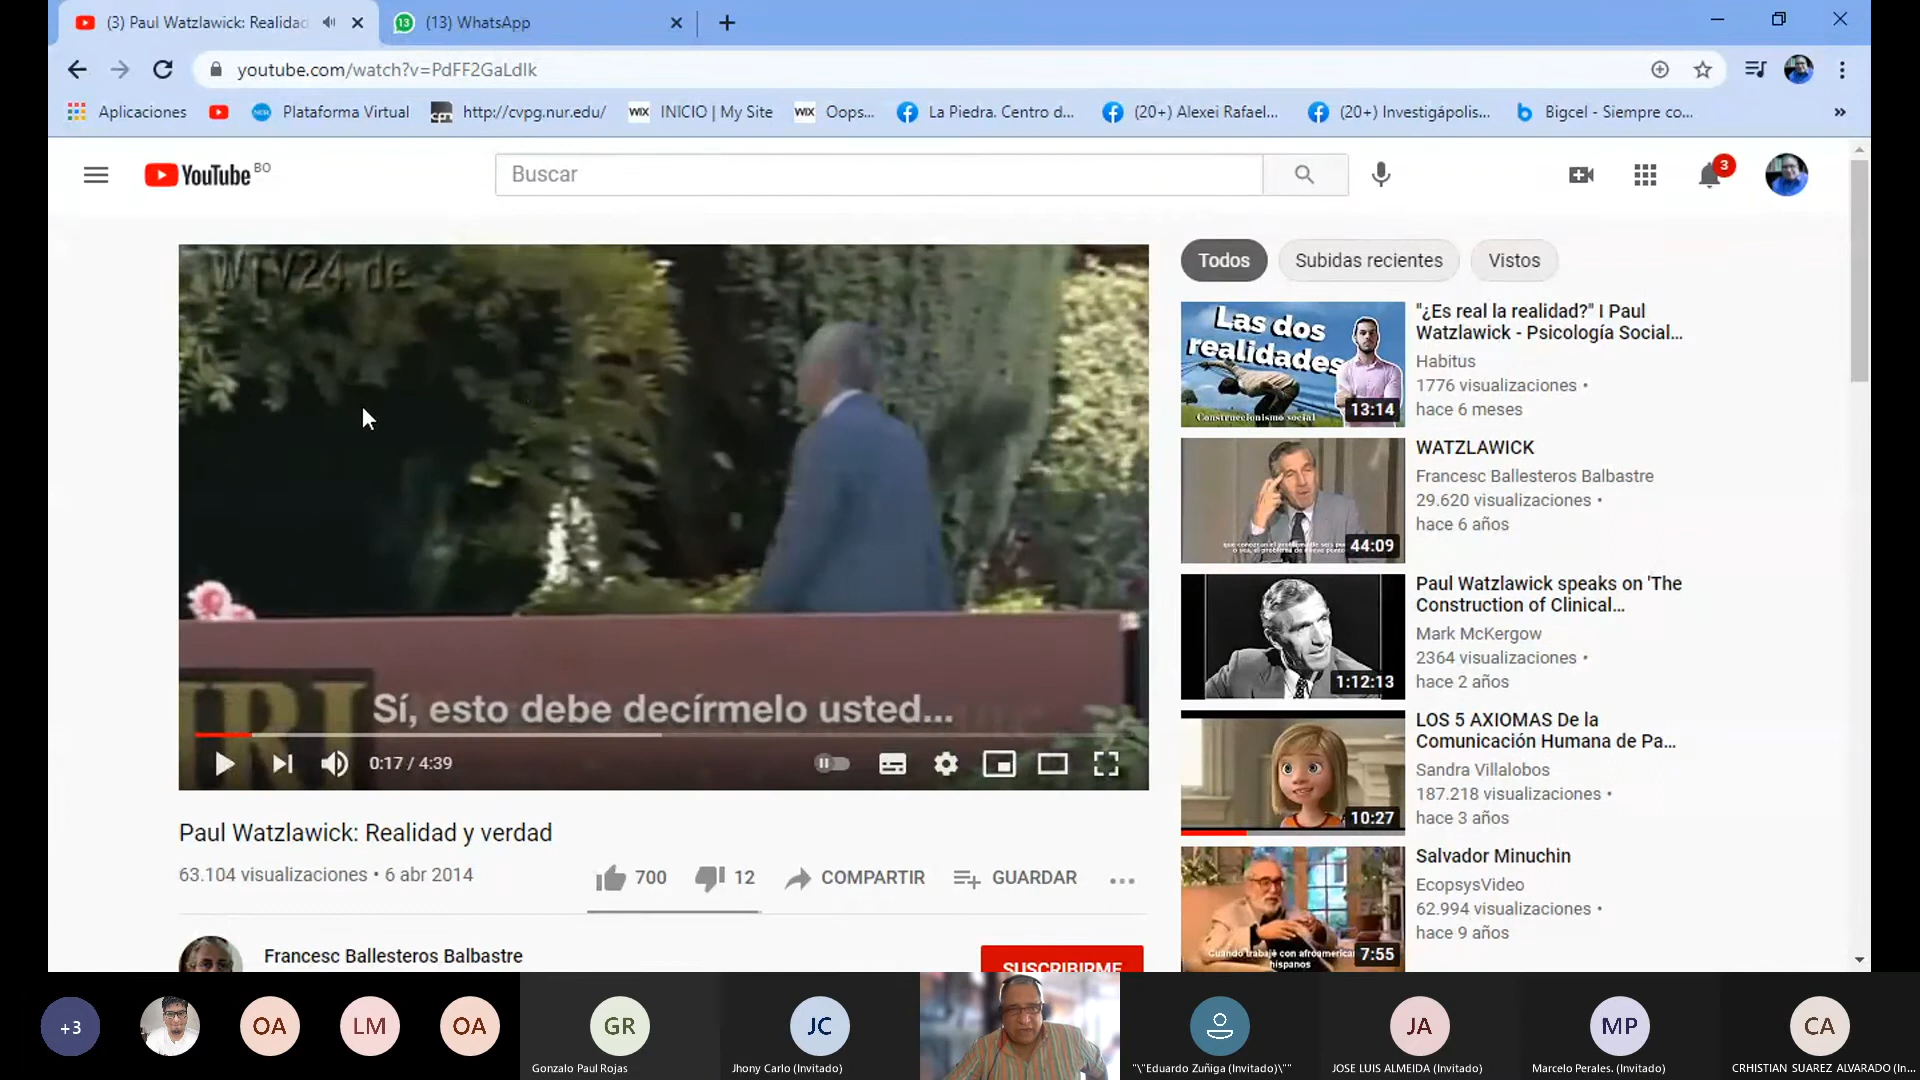 (3) Paul Watzlawick: Realidad
(13) WhatsApp
youtube.com/watch?v=PdFF2GaLdIk
Aplicaciones
Plataforma Virtual
http://cvpg.nur.edu/
WIX
INICIO | My Site
WIX
Oops...
La Piedra. Centro d...
(20+) Alexei Rafael...
(20+) Investigápolis...
Bigcel - Siempre co...
YouTube BO
Buscar
3
WTV24.de
Sí, esto debe decírmelo usted...
0:17 / 4:39
Todos
Subidas recientes
Vistos
Las dos
realidades
Construccionismo social
13:14
"¿Es real la realidad?" I Paul
Watzlawick - Psicología Social...
Habitus
1776 visualizaciones •
hace 6 meses
44:09
WATZLAWICK
Francesc Ballesteros Balbastre
29.620 visualizaciones •
hace 6 años
1:12:13
Paul Watzlawick speaks on 'The
Construction of Clinical...
Mark McKergow
2364 visualizaciones •
hace 2 años
10:27
LOS 5 AXIOMAS De la
Comunicación Humana de Pa...
Sandra Villalobos
187.218 visualizaciones •
hace 3 años
Cuando trabajé con
hispanos
7:55
Salvador Minuchin
EcopsysVideo
62.994 visualizaciones •
hace 9 años
Paul Watzlawick: Realidad y verdad
63.104 visualizaciones • 6 abr 2014
700
12
COMPARTIR
GUARDAR
Francesc Ballesteros Balbastre
SUSCRIBIRME
+3
OA
LM
OA
GR
Gonzalo Paul Rojas
JC
Jhony Carlo (Invitado)
"\"Eduardo Zuñiga (Invitado)\""
JA
JOSE LUIS ALMEIDA (Invitado)
MP
Marcelo Perales. (Invitado)
CA
CRHISTIAN SUAREZ ALVARADO (In...